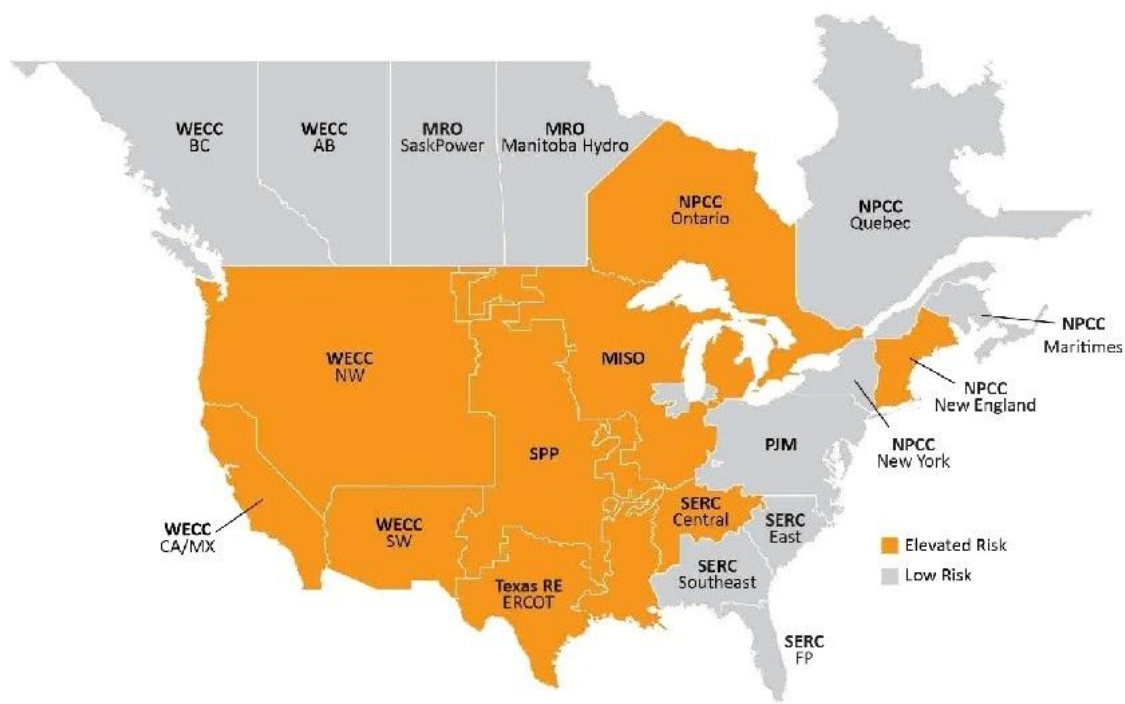 WECC
BC
WECC
AB
MRO
SaskPower
MRO
Manitoba Hydro
NPCC
Ontario
NPCC
Quebec
NPCC
Maritimes
WECC
NW
MISO
NPCC
New England
SPP
PJM
NPCC
New York
WECC
CA/MX
WECC
SW
SERC
Central
SERC
East
Texas RE
ERCOT
SERC
Southeast
SERC
FP
Elevated Risk
Low Risk